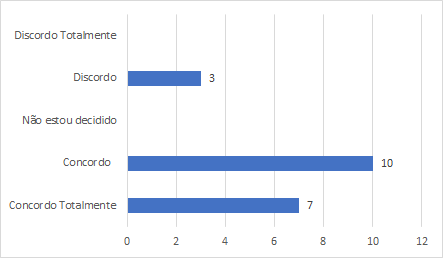 Discordo Totalmente
Discordo
3
Não estou decidido
Concordo
10
Concordo Totalmente
7
0 2 4 6 8 10 12